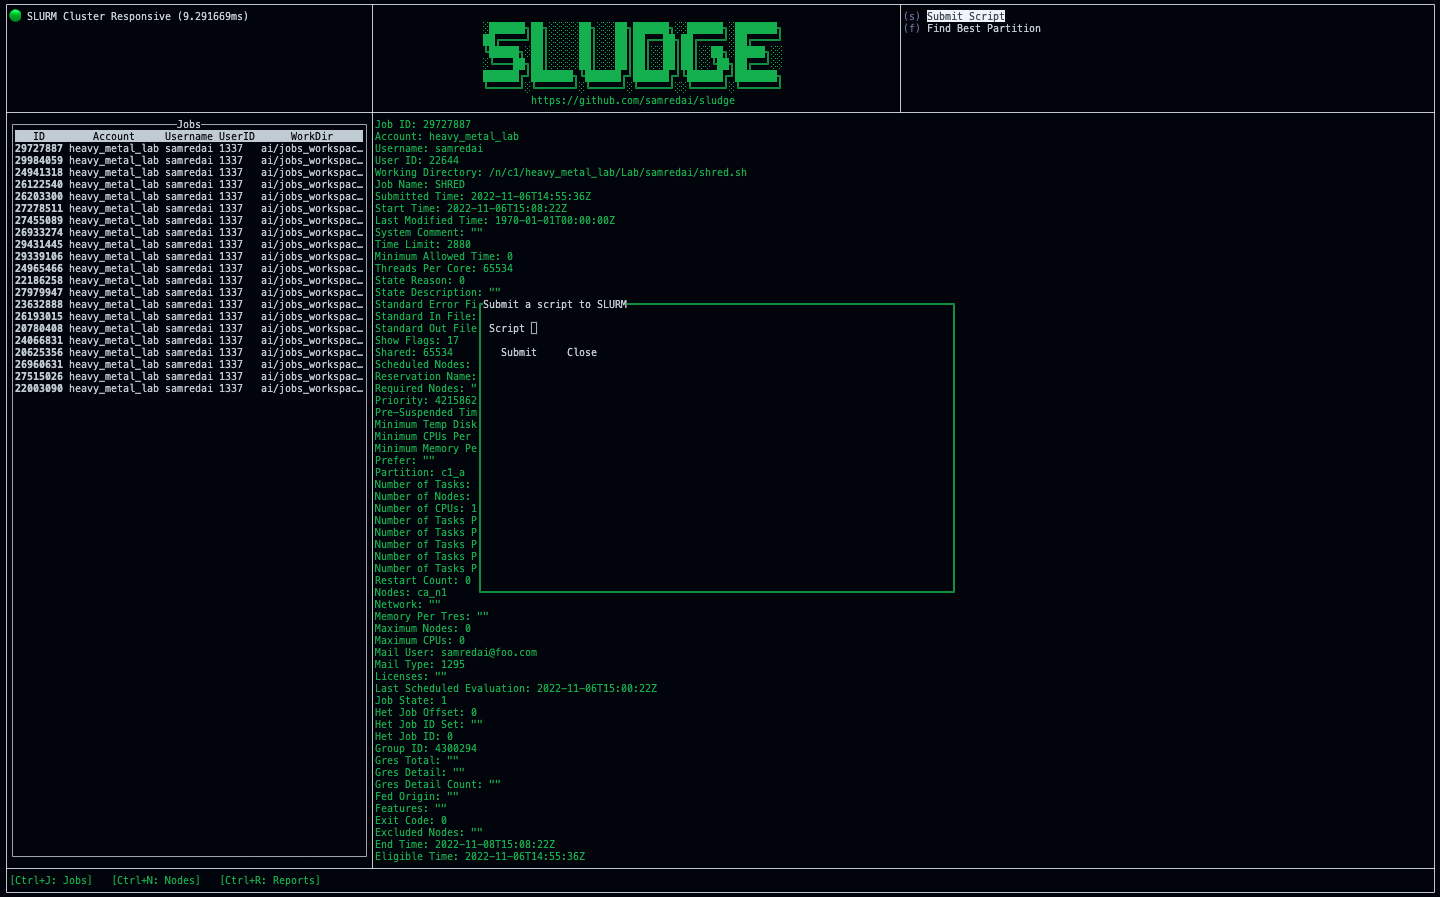 SLURM Cluster Responsive (9.291669ms)
SLUDGE
https://github.com/samredai/sludge
(s) Submit Script
(f) Find Best Partition
Jobs
ID Account Username UserID WorkDir
29727887 heavy_metal_lab samredai 1337 ai/jobs_workspac…
29984059 heavy_metal_lab samredai 1337 ai/jobs_workspac…
24941318 heavy_metal_lab samredai 1337 ai/jobs_workspac…
26122540 heavy_metal_lab samredai 1337 ai/jobs_workspac…
26203300 heavy_metal_lab samredai 1337 ai/jobs_workspac…
27278511 heavy_metal_lab samredai 1337 ai/jobs_workspac…
27455089 heavy_metal_lab samredai 1337 ai/jobs_workspac…
26933274 heavy_metal_lab samredai 1337 ai/jobs_workspac…
29431445 heavy_metal_lab samredai 1337 ai/jobs_workspac…
29339106 heavy_metal_lab samredai 1337 ai/jobs_workspac…
24965466 heavy_metal_lab samredai 1337 ai/jobs_workspac…
22186258 heavy_metal_lab samredai 1337 ai/jobs_workspac…
27979947 heavy_metal_lab samredai 1337 ai/jobs_workspac…
23632888 heavy_metal_lab samredai 1337 ai/jobs_workspac…
26193015 heavy_metal_lab samredai 1337 ai/jobs_workspac…
20780408 heavy_metal_lab samredai 1337 ai/jobs_workspac…
24066831 heavy_metal_lab samredai 1337 ai/jobs_workspac…
20625356 heavy_metal_lab samredai 1337 ai/jobs_workspac…
26960631 heavy_metal_lab samredai 1337 ai/jobs_workspac…
27515026 heavy_metal_lab samredai 1337 ai/jobs_workspac…
22003090 heavy_metal_lab samredai 1337 ai/jobs_workspac…
Job ID: 29727887
Account: heavy_metal_lab
Username: samredai
User ID: 22644
Working Directory: /n/c1/heavy_metal_lab/Lab/samredai/shred.sh
Job Name: SHRED
Submitted Time: 2022-11-06T14:55:36Z
Start Time: 2022-11-06T15:08:22Z
Last Modified Time: 1970-01-01T00:00:00Z
System Comment: ""
Time Limit: 2880
Minimum Allowed Time: 0
Threads Per Core: 65534
State Reason: 0
State Description: ""
Standard Error Fi
Standard In File:
Standard Out File
Show Flags: 17
Shared: 65534
Scheduled Nodes:
Reservation Name:
Required Nodes: "
Priority: 4215862
Pre-Suspended Tim
Minimum Temp Disk
Minimum CPUs Per
Minimum Memory Pe
Prefer: ""
Partition: c1_a
Number of Tasks:
Number of Nodes:
Number of CPUs: 1
Number of Tasks P
Number of Tasks P
Number of Tasks P
Number of Tasks P
Number of Tasks P
Restart Count: 0
Nodes: ca_n1
Network: ""
Memory Per Tres: ""
Maximum Nodes: 0
Maximum CPUs: 0
Mail User: samredai@foo.com
Mail Type: 1295
Licenses: ""
Last Scheduled Evaluation: 2022-11-06T15:00:22Z
Job State: 1
Het Job Offset: 0
Het Job ID Set: ""
Het Job ID: 0
Group ID: 4300294
Gres Total: ""
Gres Detail: ""
Gres Detail Count: ""
Fed Origin: ""
Features: ""
Exit Code: 0
Excluded Nodes: ""
End Time: 2022-11-08T15:08:22Z
Eligible Time: 2022-11-06T14:55:36Z
Submit a script to SLURM
Script
Submit Close
[Ctrl+J: Jobs] [Ctrl+N: Nodes] [Ctrl+R: Reports]